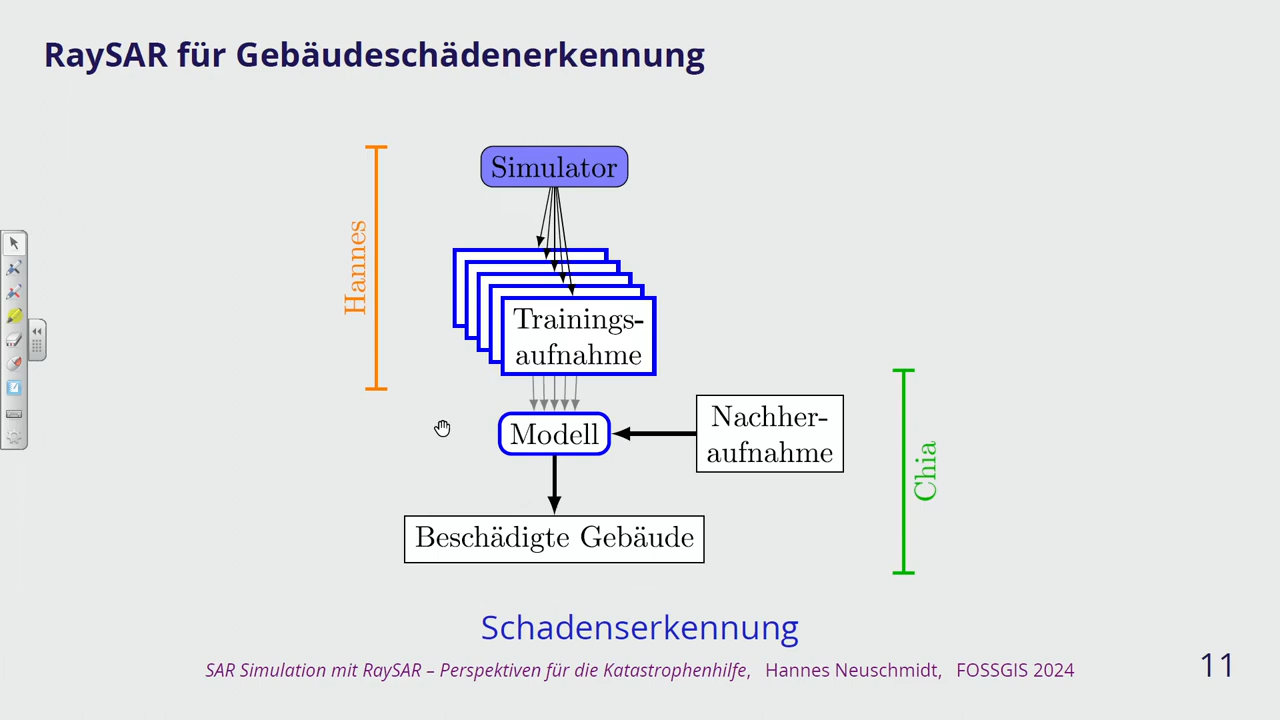 RaySAR für Gebäudeschädenerkennung
Simulator
Hannes
Trainings-
aufnahme
Modell
Nachher-
aufnahme
Chia
Beschädigte Gebäude
Schadenserkennung
SAR Simulation mit RaySAR – Perspektiven für die Katastrophenhilfe, Hannes Neuschmidt, FOSSGIS 2024
11